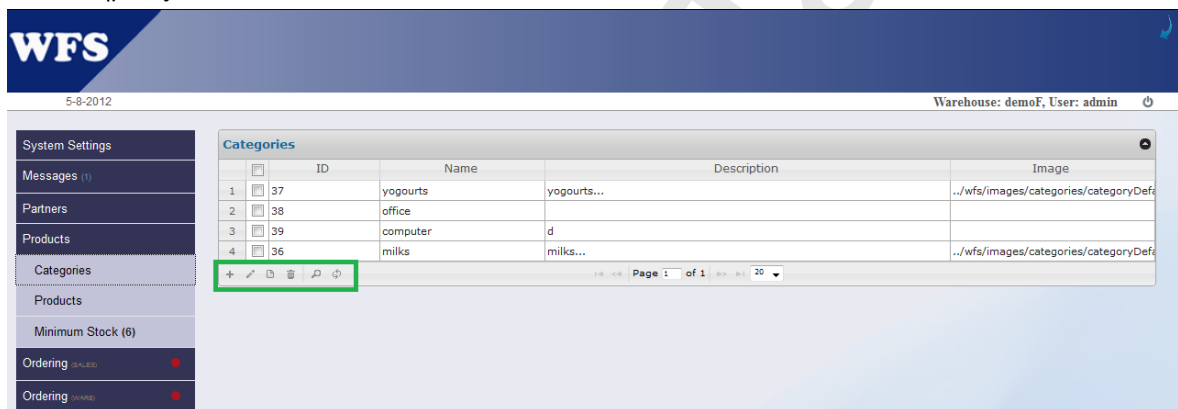 WFS
5-8-2012
Warehouse: demoF, User: admin
System Settings
Messages (1)
Partners
Products
Categories
Products
Minimum Stock (6)
Ordering (SALES)
Ordering (WARE)
Categories
ID Name Description Image
1 37 yogourts yogourts... ../wfs/images/categories/categoryDefa
2 38 office
3 39 computer d
4 36 milks milks... ../wfs/images/categories/categoryDefa
Page 1 of 1 20